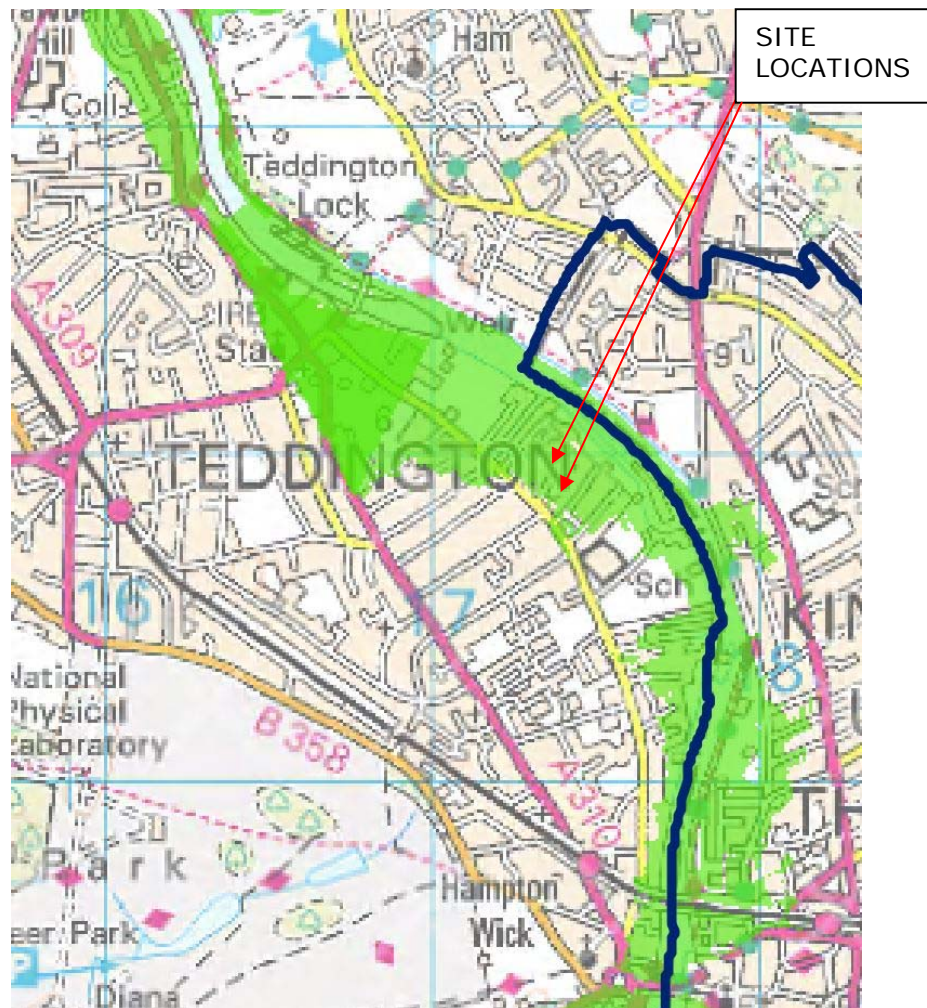 SITE
LOCATIONS
Hill
Ham
Coll
Teddington
Lock
A 309
Weir
Sta
TEDDINGTON
Sch
16
17
8
National
Physical
Laboratory
B 358
A 310
Park
Hampton
Wick
eer Park
P
Diana
KIN
TH